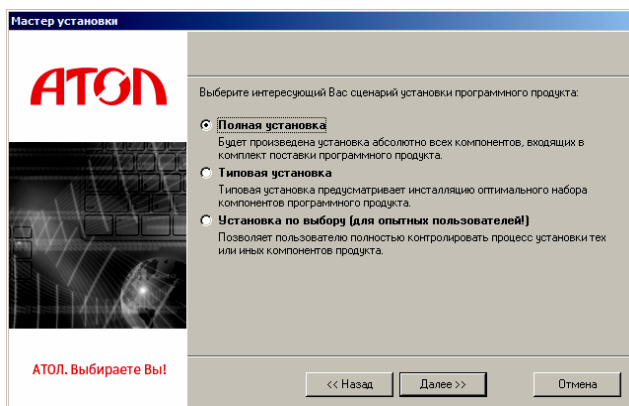 Мастер установки
АТОЛ
Выберите интересующий Вас сценарий установки программного продукта:
Полная установка
Будет произведена установка абсолютно всех компонентов, входящих в
комплект поставки программного продукта.
Типовая установка
Типовая установка предусматривает инсталляцию оптимального набора
компонентов программного продукта.
Установка по выбору (для опытных пользователей!)
Позволяет пользователю полностью контролировать процесс установки тех
или иных компонентов продукта.
АТОЛ. Выбираете Вы!
<< Назад
Далее >>
Отмена